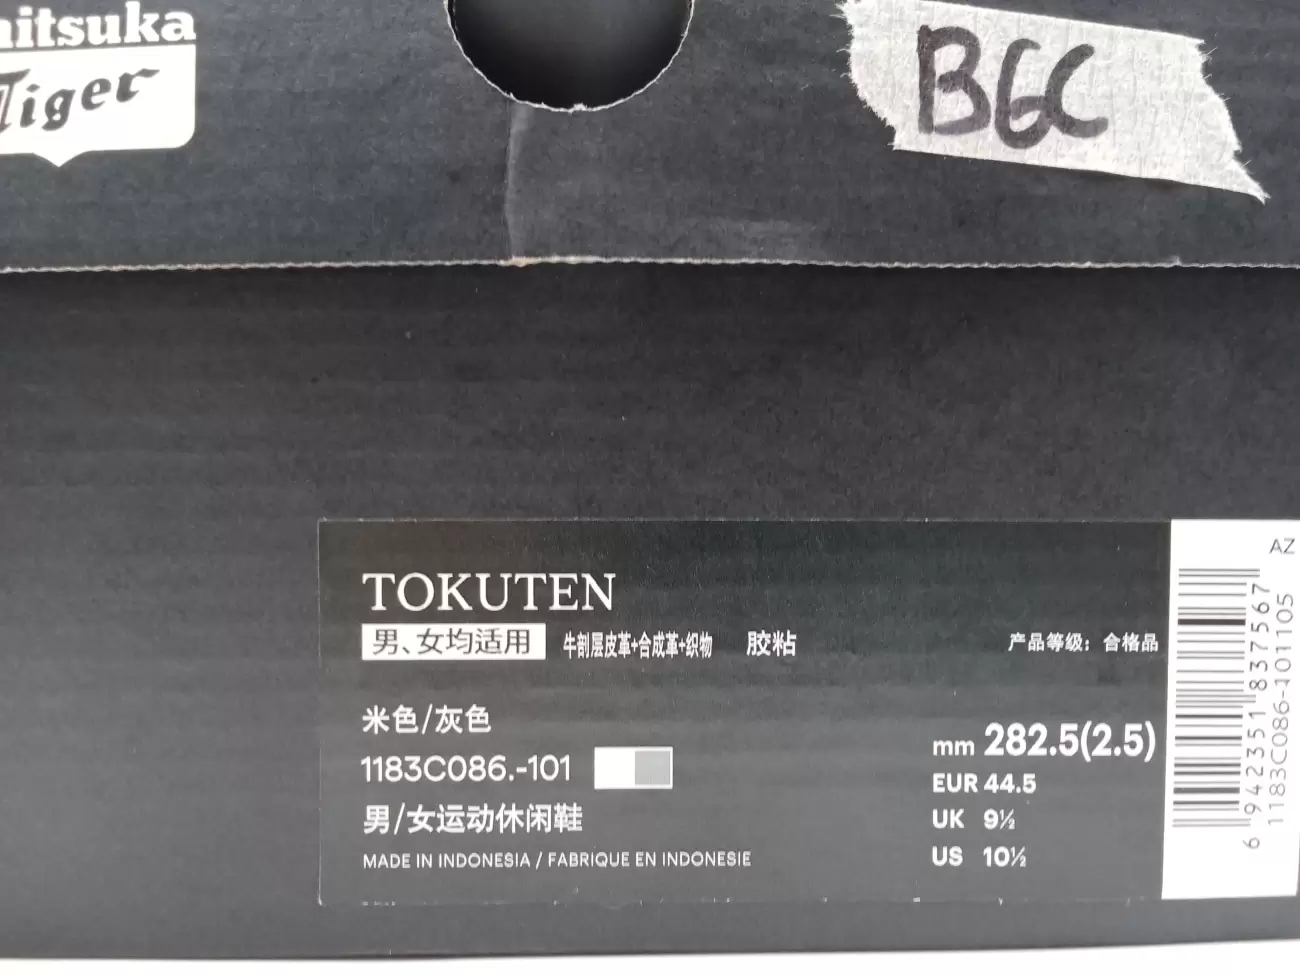 nitsuka
Tiger
BGC
AZ
TOKUTEN
男、女均适用 牛剖层皮革+合成革+织物 胶粘 产品等级: 合格品
米色/灰色
1183C086.-101
男/女运动休闲鞋
MADE IN INDONESIA / FABRIQUE EN INDONESIE
mm 282.5(2.5)
EUR 44.5
UK 9½
US 10½
6 942351 837567
1183C086-101105